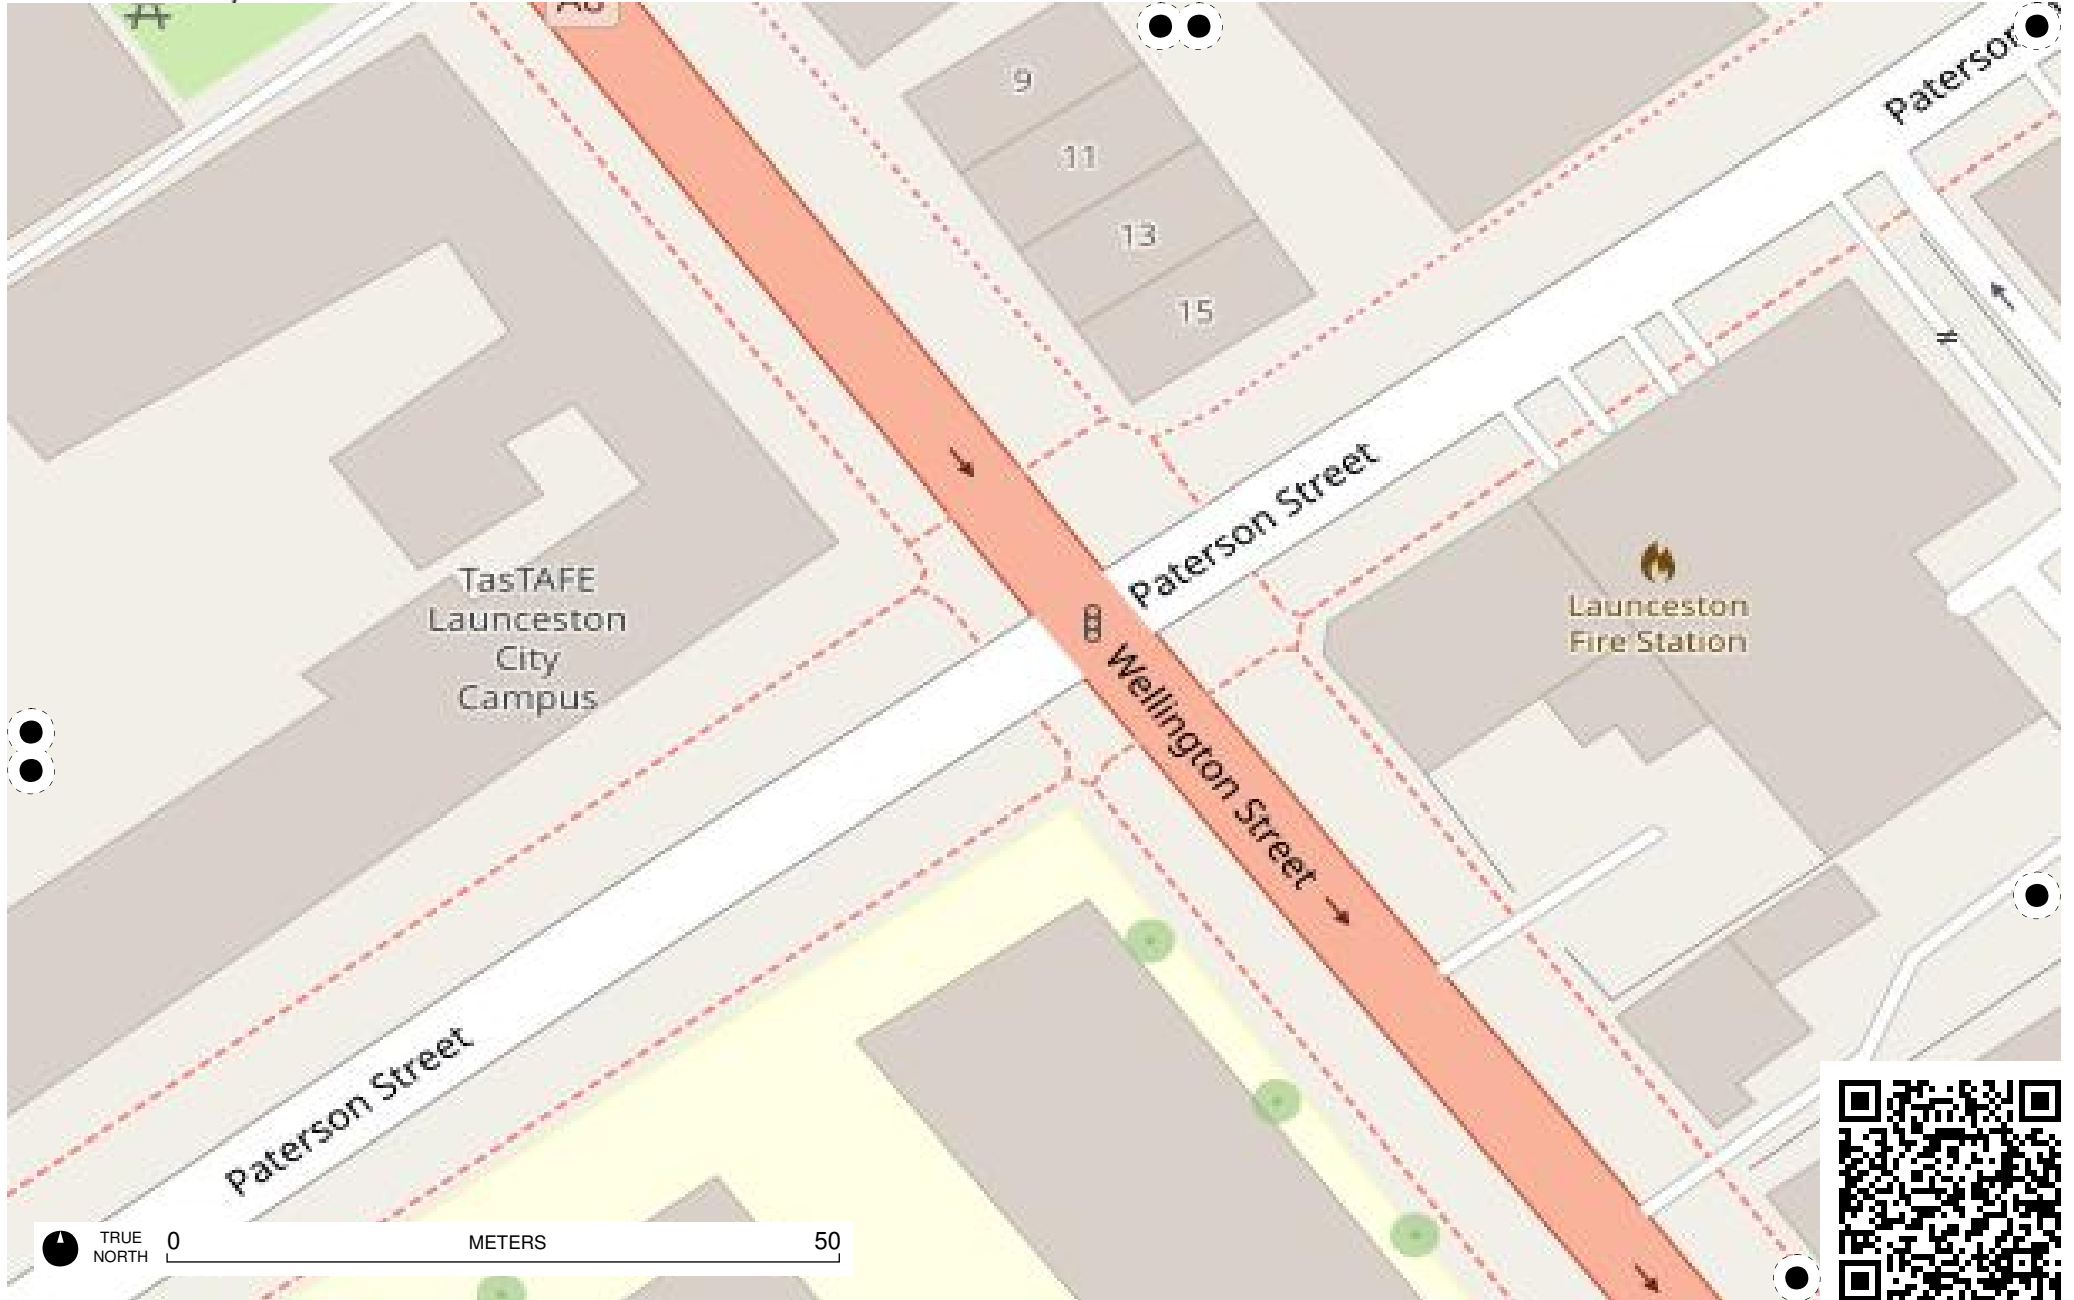 9
Paterson
11
13
15
Paterson Street
TasTAFE
Launceston
City
Campus
Launceston
Fire Station
Wellington Street
Paterson Street
TRUE
NORTH
0
METERS
50